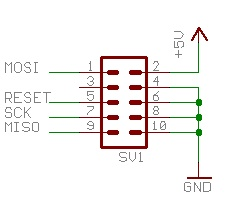 +5V
MOSI 1 2
3 4
RESET 5 6
SCK 7 8
MISO 9 10
SV1
GND